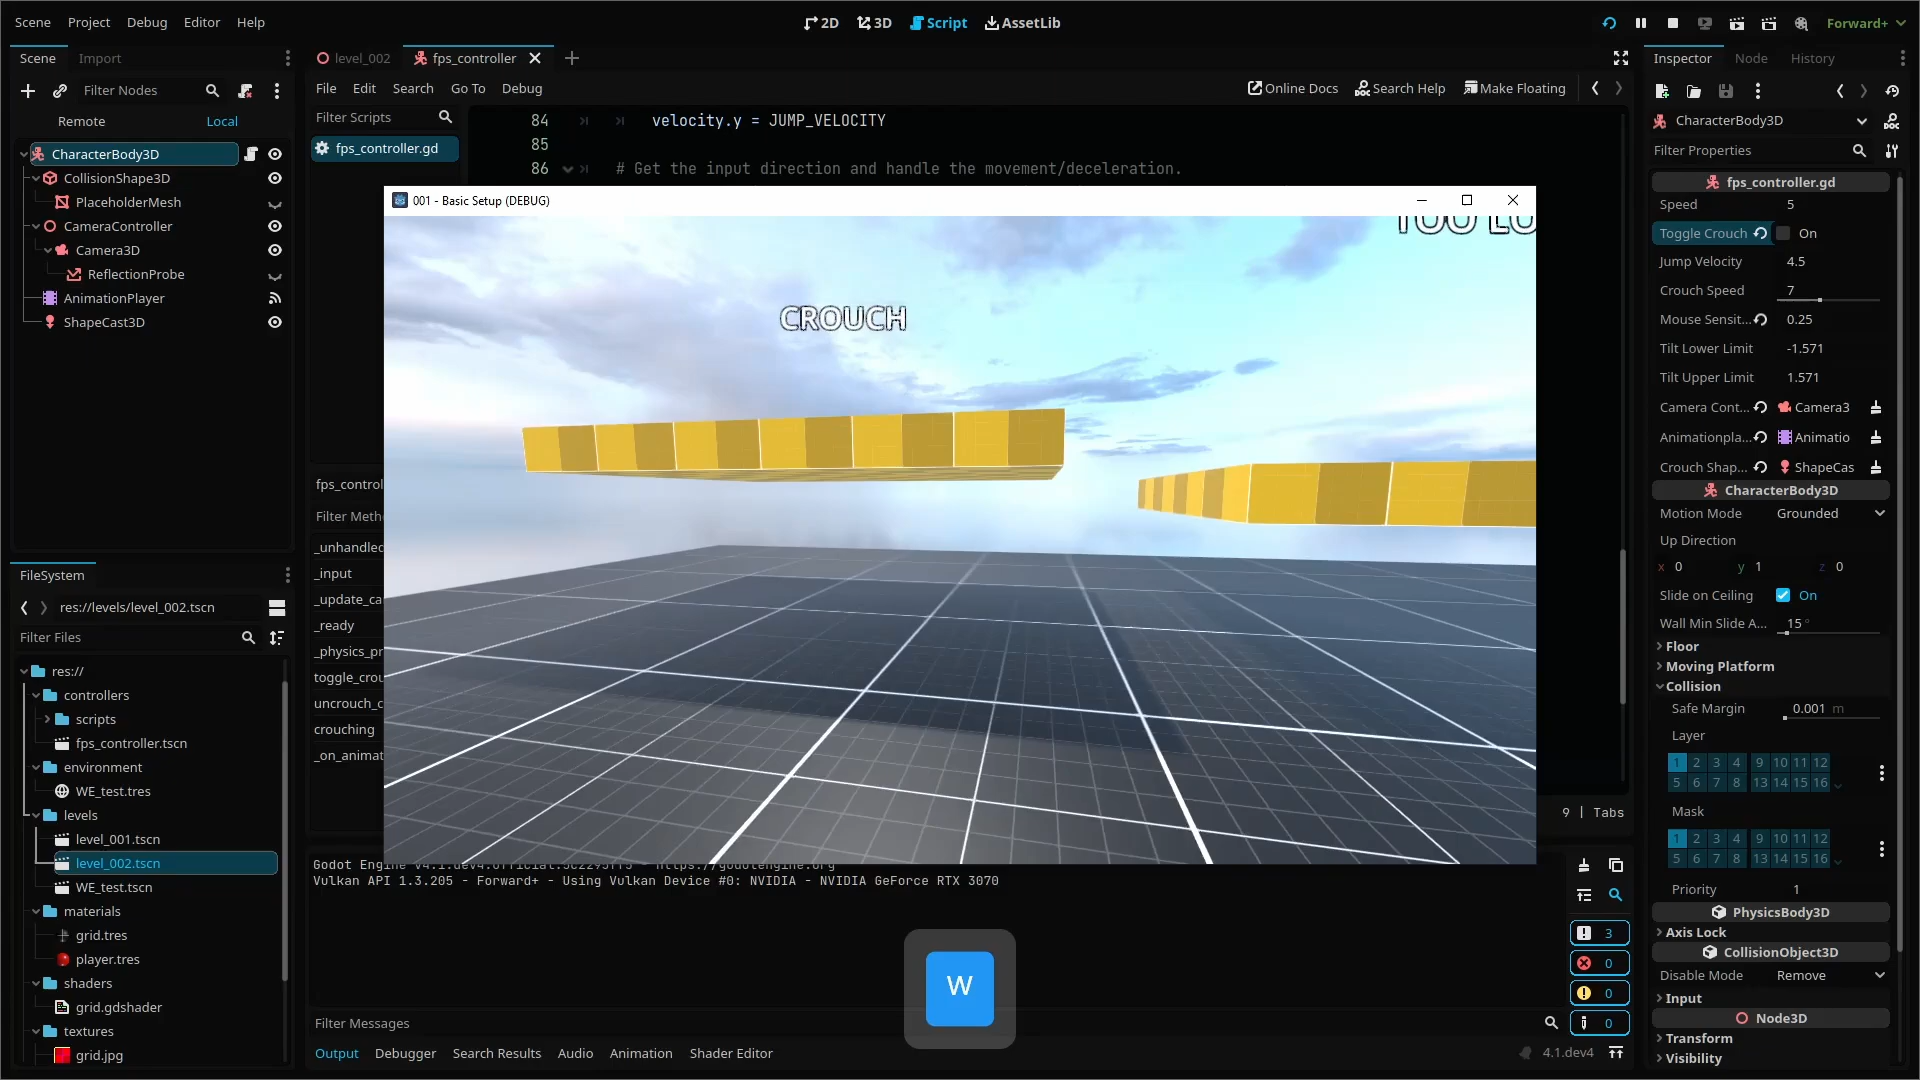 Scene Project Debug Editor Help
2D 3D Script AssetLib
Forward+
Scene Import
level_002 fps_controller
Inspector Node History
Filter Nodes
File Edit Search Go To Debug
Online Docs Search Help Make Floating
Remote Local
Filter Scripts
fps_controller.gd
84 velocity.y = JUMP_VELOCITY
85
86 # Get the input direction and handle the movement/deceleration.
CharacterBody3D
CollisionShape3D
PlaceholderMesh
CameraController
Camera3D
ReflectionProbe
AnimationPlayer
ShapeCast3D
001 - Basic Setup (DEBUG)
TOO LO
CROUCH
fps_control
Filter Meth
_unhandled
_input
_update_ca
_ready
_physics_pr
toggle_crou
uncrouch_c
crouching
_on_animat
9 | Tabs
Godot Engine v4.1.dev4.official.5c2295ff5 - https://godotengine.org
Vulkan API 1.3.205 - Forward+ - Using Vulkan Device #0: NVIDIA - NVIDIA GeForce RTX 3070
3
0
0
0
W
Filter Messages
Output Debugger Search Results Audio Animation Shader Editor
4.1.dev4
FileSystem
res://levels/level_002.tscn
Filter Files
res://
controllers
scripts
fps_controller.tscn
environment
WE_test.tres
levels
level_001.tscn
level_002.tscn
WE_test.tscn
materials
grid.tres
player.tres
shaders
grid.gdshader
textures
grid.jpg
CharacterBody3D
Filter Properties
fps_controller.gd
Speed 5
Toggle Crouch On
Jump Velocity 4.5
Crouch Speed 7
Mouse Sensit... 0.25
Tilt Lower Limit -1.571
Tilt Upper Limit 1.571
Camera Cont... Camera3
Animationpla... Animatio
Crouch Shap... ShapeCas
CharacterBody3D
Motion Mode Grounded
Up Direction
x 0 y 1 z 0
Slide on Ceiling On
Wall Min Slide A... 15 °
Floor
Moving Platform
Collision
Safe Margin 0.001 m
Layer
1 2 3 4 9 10 11 12
5 6 7 8 13 14 15 16
Mask
1 2 3 4 9 10 11 12
5 6 7 8 13 14 15 16
Priority 1
PhysicsBody3D
Axis Lock
CollisionObject3D
Disable Mode Remove
Input
Node3D
Transform
Visibility